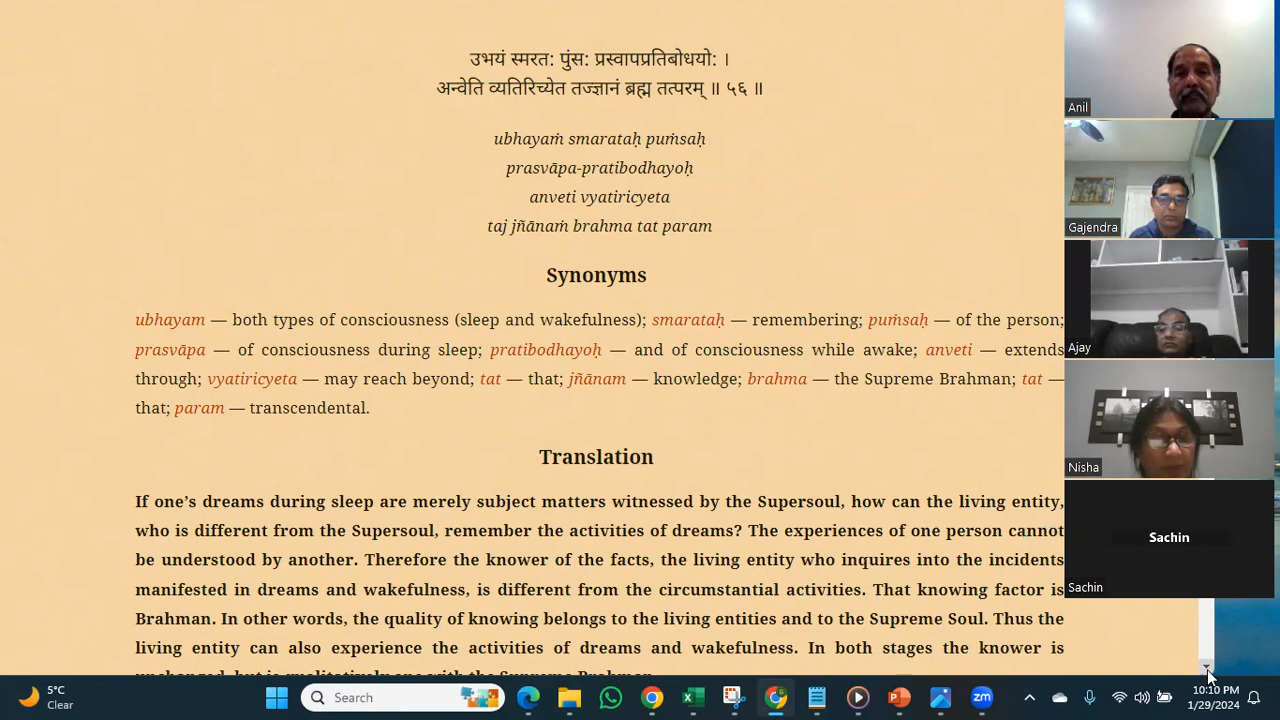 उभयं स्मरत: पुंस: प्रस्वापप्रतिबोधयो: ।
अन्वेति व्यतिरिच्येत तज्ज्ञानं ब्रह्म तत्परम् ॥ ५६ ॥
ubhayaṁ smarataḥ puṁsaḥ
prasvāpa-pratibodhayoḥ
anveti vyatiricyeta
taj jñānaṁ brahma tat param
Synonyms
ubhayam — both types of consciousness (sleep and wakefulness); smarataḥ — remembering; puṁsaḥ — of the person;
prasvāpa — of consciousness during sleep; pratibodhayoḥ — and of consciousness while awake; anveti — extends
through; vyatiricyeta — may reach beyond; tat — that; jñānam — knowledge; brahma — the Supreme Brahman; tat —
that; param — transcendental.
Translation
If one’s dreams during sleep are merely subject matters witnessed by the Supersoul, how can the living entity,
who is different from the Supersoul, remember the activities of dreams? The experiences of one person cannot
be understood by another. Therefore the knower of the facts, the living entity who inquires into the incidents
manifested in dreams and wakefulness, is different from the circumstantial activities. That knowing factor is
Brahman. In other words, the quality of knowing belongs to the living entities and to the Supreme Soul. Thus the
living entity can also experience the activities of dreams and wakefulness. In both stages the knower is
Anil
Gajendra
Ajay
Nisha
Sachin
Sachin
5°C
Clear
Search
zm
10:10 PM
1/29/2024